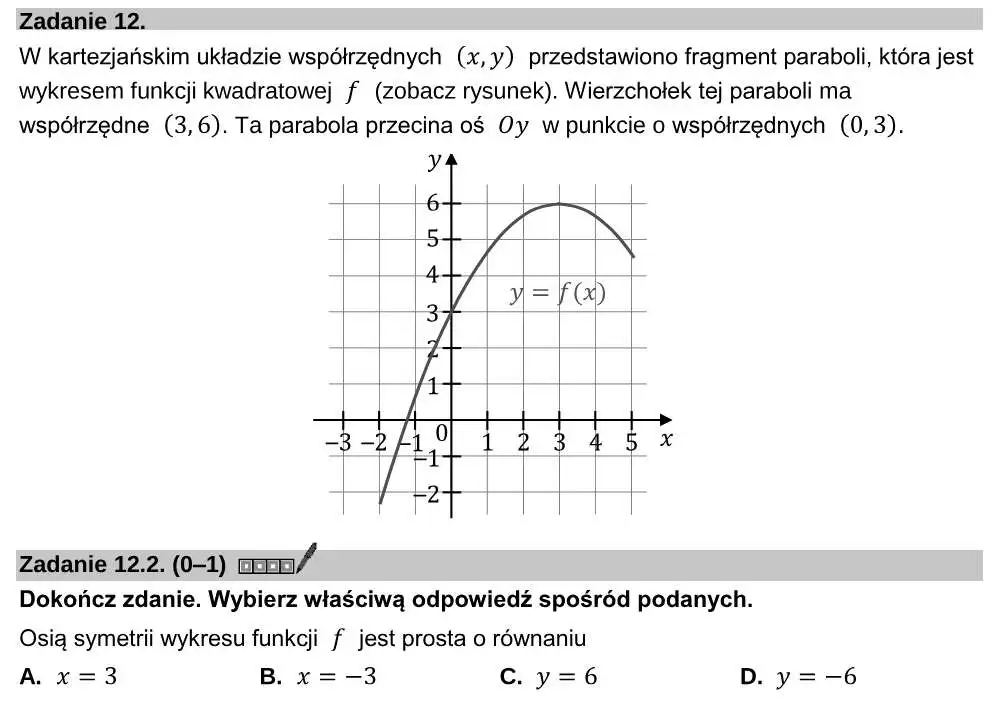 Zadanie 12.
W kartezjańskim układzie współrzędnych (x, y) przedstawiono fragment paraboli, która jest
wykresem funkcji kwadratowej f (zobacz rysunek). Wierzchołek tej paraboli ma
współrzędne (3, 6). Ta parabola przecina oś Oy w punkcie o współrzędnych (0, 3).
y
6
5
4
y = f(x)
3
2
1
0
−3 −2 −1 1 2 3 4 5 x
−1
−2
Zadanie 12.2. (0–1)
Dokończ zdanie. Wybierz właściwą odpowiedź spośród podanych.
Osią symetrii wykresu funkcji f jest prosta o równaniu
A. x = 3 B. x = −3 C. y = 6 D. y = −6